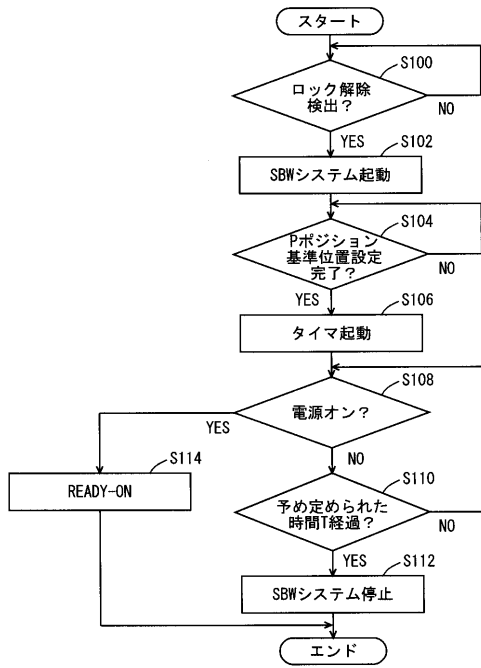 スタート
S100
ロック解除
検出？
NO
YES
S102
SBWシステム起動
S104
Pポジション
基準位置設定
完了？
NO
YES
S106
タイマ起動
S108
電源オン？
YES
NO
S114
READY-ON
S110
予め定められた
時間T経過？
NO
YES
S112
SBWシステム停止
エンド